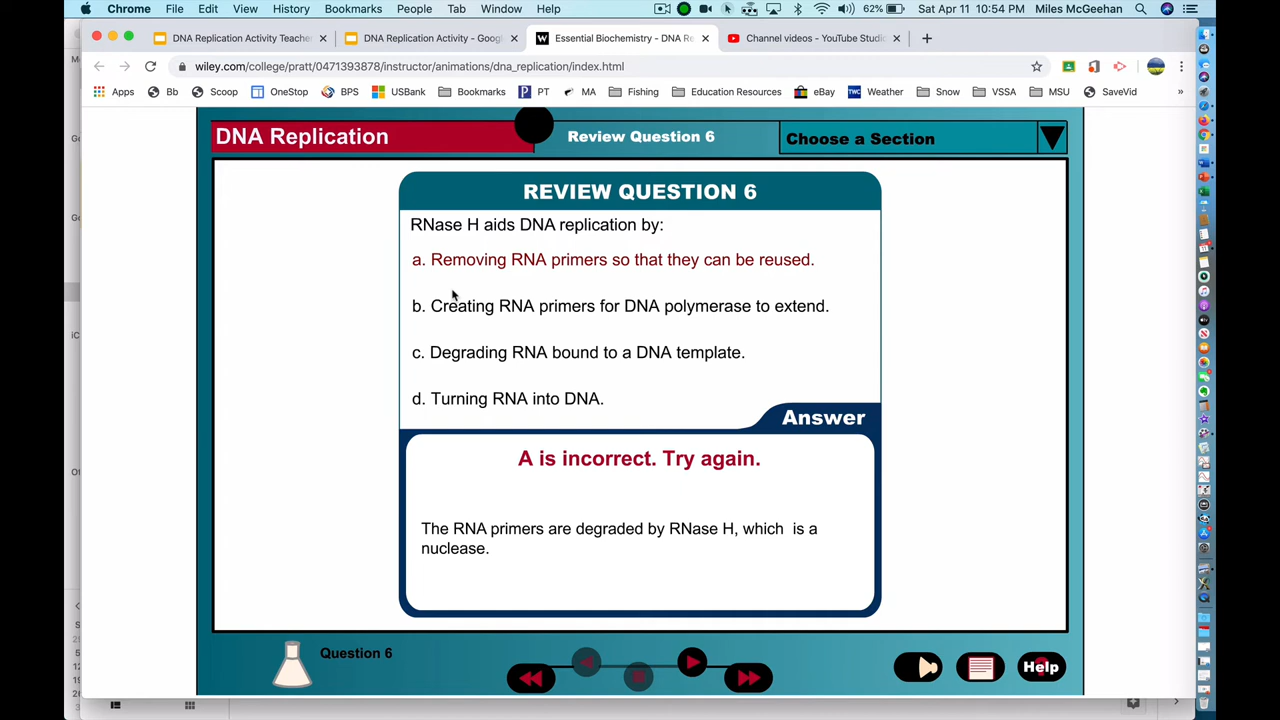 Chrome File Edit View History Bookmarks People Tab Window Help 62% Sat Apr 11 10:54 PM Miles McGeehan
DNA Replication Activity Teache DNA Replication Activity - Goog Essential Biochemistry - DNA R Channel videos - YouTube Studi
wiley.com/college/pratt/0471393878/instructor/animations/dna_replication/index.html
Apps Bb Scoop OneStop BPS USBank Bookmarks PT MA Fishing Education Resources eBay Weather Snow VSSA MSU SaveVid »
DNA Replication Review Question 6 Choose a Section
REVIEW QUESTION 6
RNase H aids DNA replication by:
a. Removing RNA primers so that they can be reused.
b. Creating RNA primers for DNA polymerase to extend.
c. Degrading RNA bound to a DNA template.
d. Turning RNA into DNA.
Answer
A is incorrect. Try again.
The RNA primers are degraded by RNase H, which is a
nuclease.
Question 6
Help